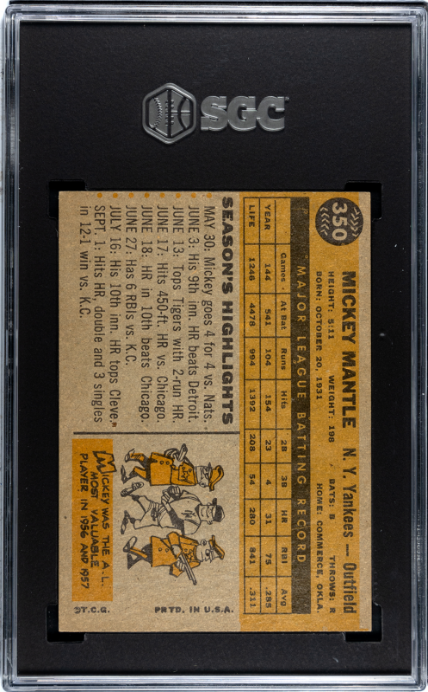 SGC
350
MICKEY MANTLE N. Y. Yankees — Outfield
HEIGHT: 5:11 WEIGHT: 198 BATS: B THROWS: R
BORN: OCTOBER 20, 1931 HOME: COMMERCE, OKLA.
MAJOR LEAGUE BATTING RECORD
Games At Bat Runs Hits 2B 3B HR RBI Avg
YEAR 144 541 104 154 23 4 31 75 .285
LIFE 1246 4478 994 1392 208 54 280 841 .311
SEASON'S HIGHLIGHTS
MAY 30: Mickey goes 4 for 4 vs. Nats.
JUNE 3: His 9th inn. HR beats Detroit.
JUNE 13: Tops Tigers with 2-run HR.
JUNE 17: Hits 450-ft. HR vs. Chicago.
JUNE 18: HR in 10th beats Chicago.
JUNE 27: Has 6 RBIs vs. K.C.
JULY 16: His 10th inn. HR tops Cleve.
SEPT. 1: Hits HR, double and 3 singles
in 12-1 win vs. K.C.
MICKEY WAS THE A.L.
MOST VALUABLE
PLAYER IN 1956 AND 1957
©T.C.G. PRTD. IN U.S.A.